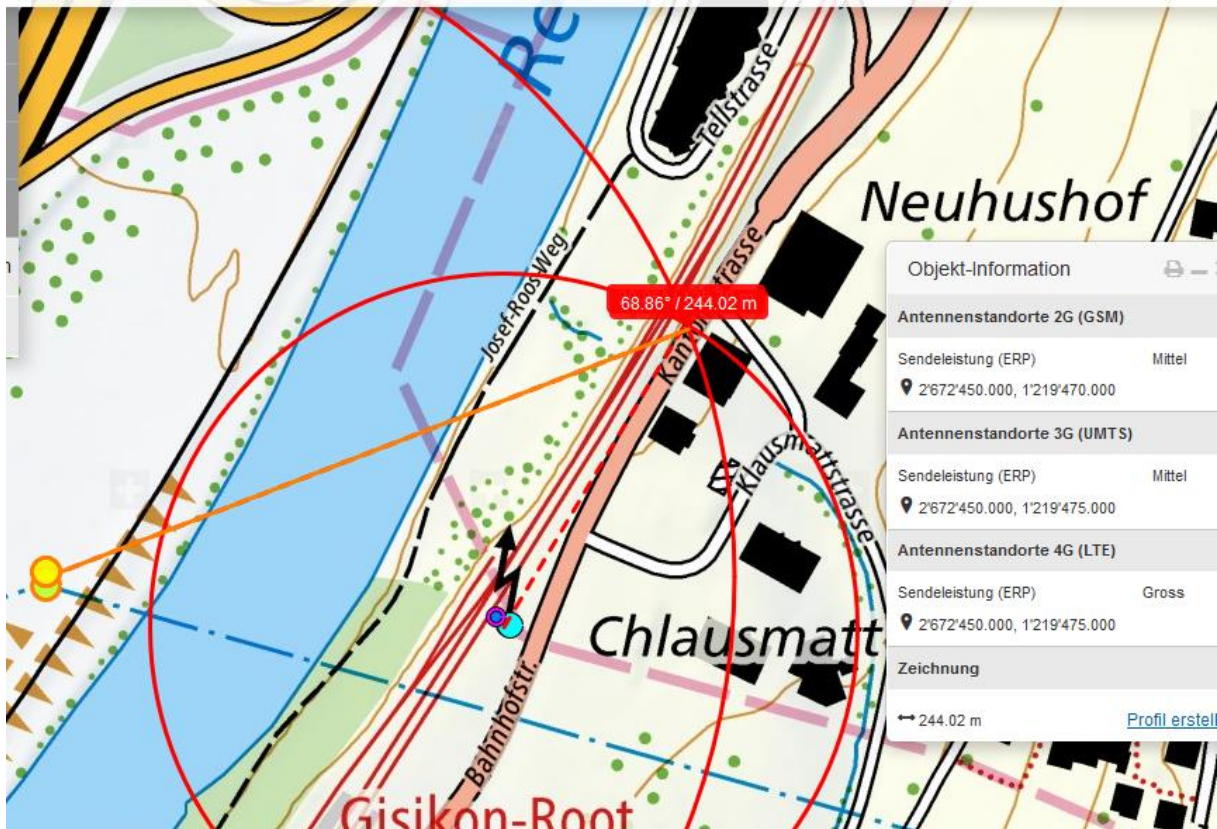 Re
Tellstrasse
Neuhushof
Josef-Roos-Weg
68.86° / 244.02 m
Klausmattstrasse
Chlausmatt
Bahnhofstr.
Gisikon-Root
Objekt-Information
Antennenstandorte 2G (GSM)
Sendeleistung (ERP) Mittel
2'672'450.000, 1'219'470.000
Antennenstandorte 3G (UMTS)
Sendeleistung (ERP) Mittel
2'672'450.000, 1'219'475.000
Antennenstandorte 4G (LTE)
Sendeleistung (ERP) Gross
2'672'450.000, 1'219'475.000
Zeichnung
244.02 m Profil erstell